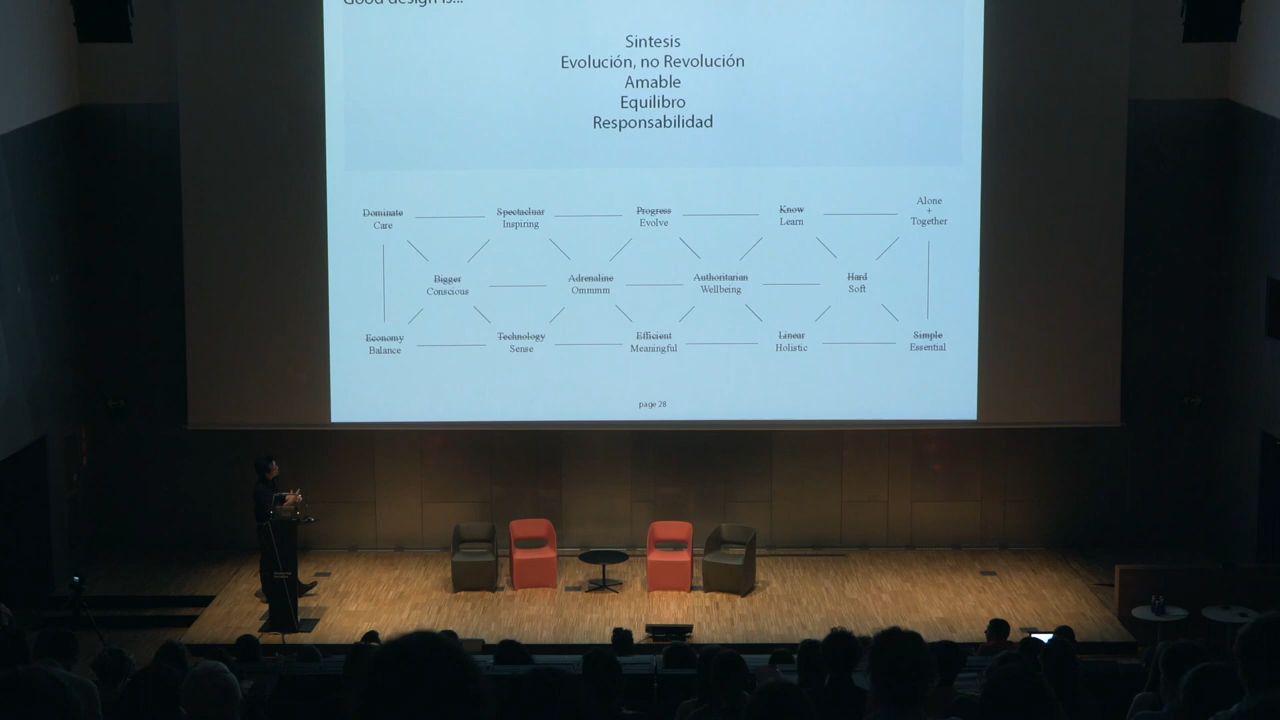 Good design is...
Sintesis
Evolución, no Revolución
Amable
Equilibro
Responsabilidad
Dominate
Care
Spectacluar
Inspiring
Progress
Evolve
Know
Learn
Alone
+
Together
Bigger
Conscious
Adrenaline
Ommmm
Authoritarian
Wellbeing
Hard
Soft
Economy
Balance
Technology
Sense
Efficient
Meaningful
Linear
Holistic
Simple
Essential
page 28